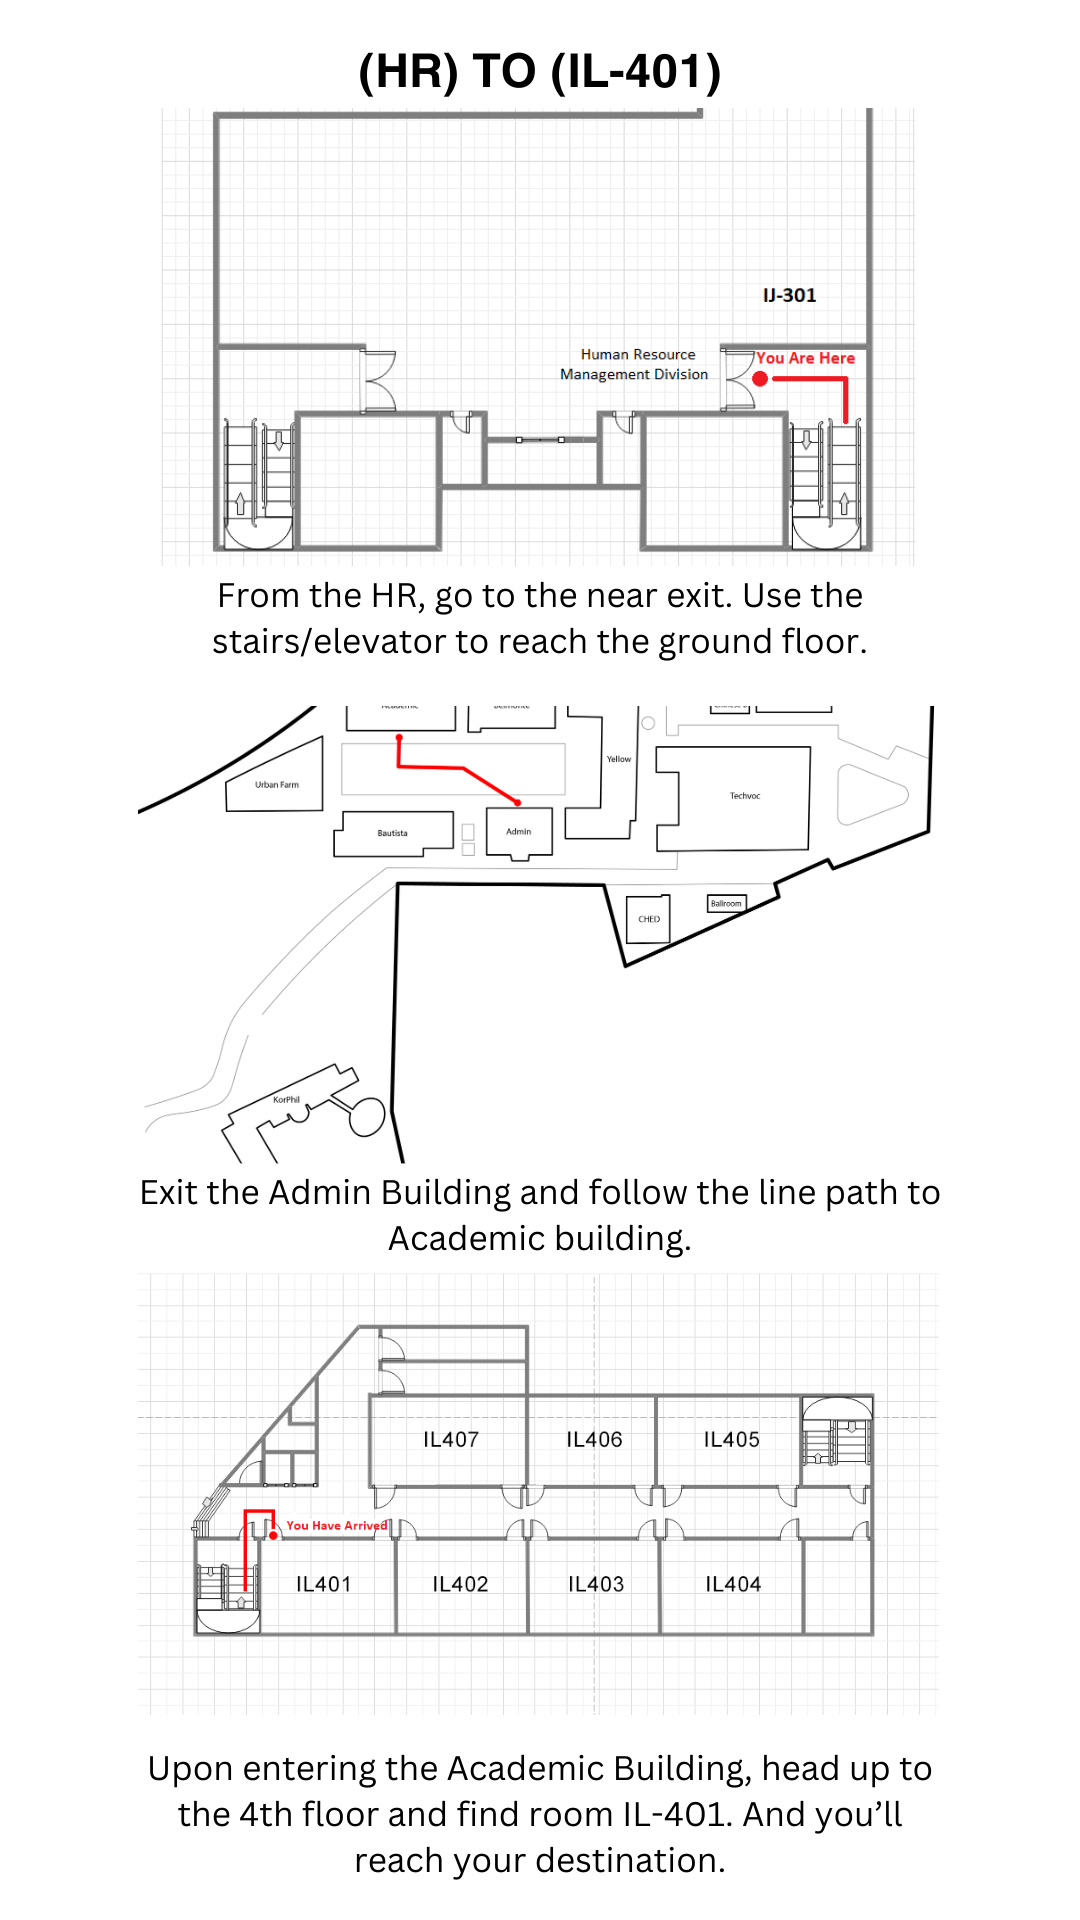 (HR) TO (IL-401)
IJ-301
Human Resource
Management Division
You Are Here
From the HR, go to the near exit. Use the
stairs/elevator to reach the ground floor.
Academic
Belmonte
Yellow
Urban Farm
Techvoc
Bautista
Admin
CHED
Ballroom
KorPhil
Exit the Admin Building and follow the line path to
Academic building.
IL407
IL406
IL405
You Have Arrived
IL401
IL402
IL403
IL404
Upon entering the Academic Building, head up to
the 4th floor and find room IL-401. And you’ll
reach your destination.